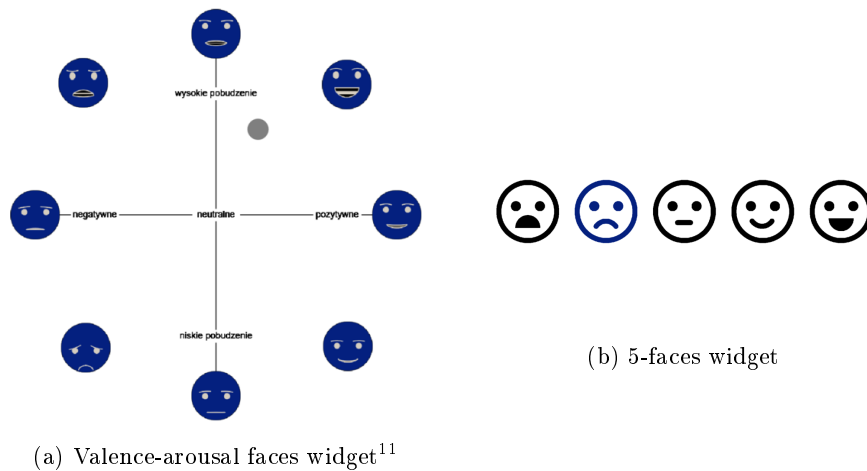 wysokie pobudzenie
negatywne
neutralne
pozytywne
niskie pobudzenie
(a) Valence-arousal faces widget¹¹
(b) 5-faces widget